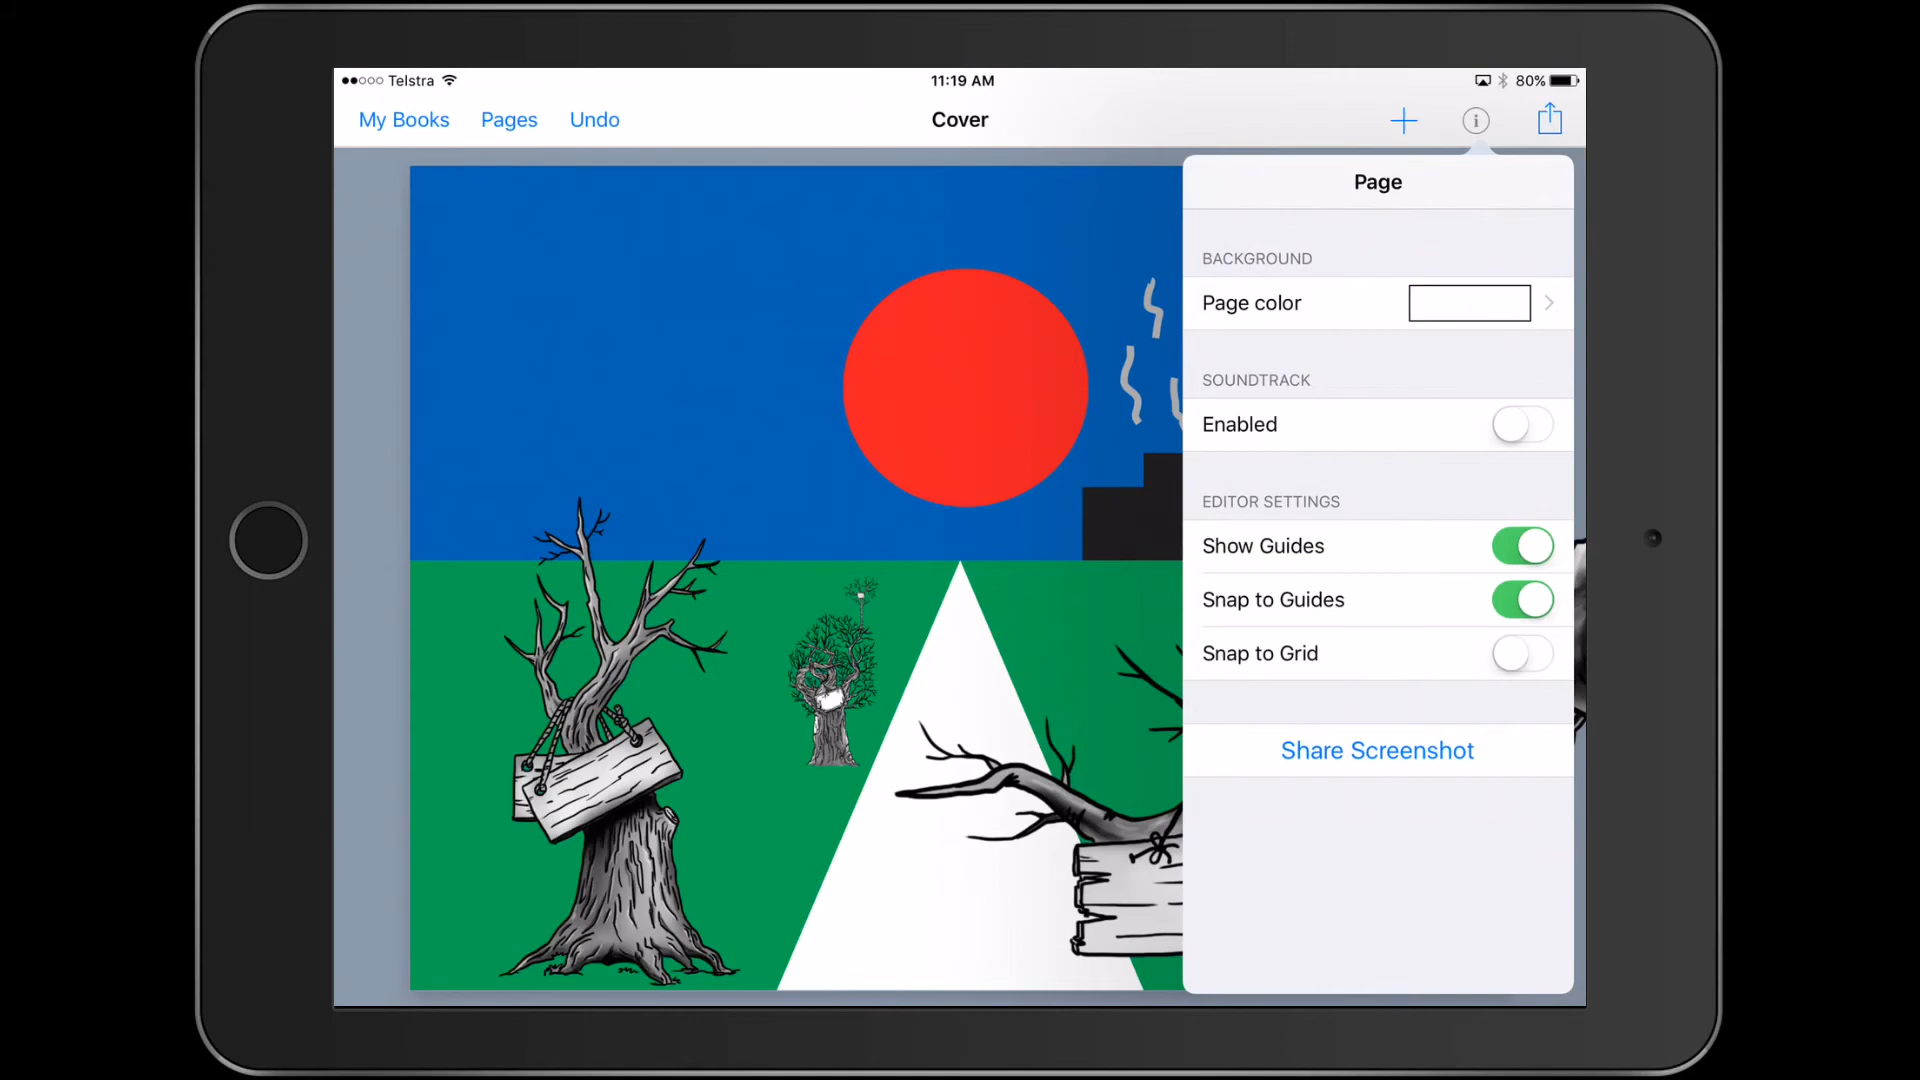 Telstra
11:19 AM
80%
My Books
Pages
Undo
Cover
Page
BACKGROUND
Page color
SOUNDTRACK
Enabled
EDITOR SETTINGS
Show Guides
Snap to Guides
Snap to Grid
Share Screenshot